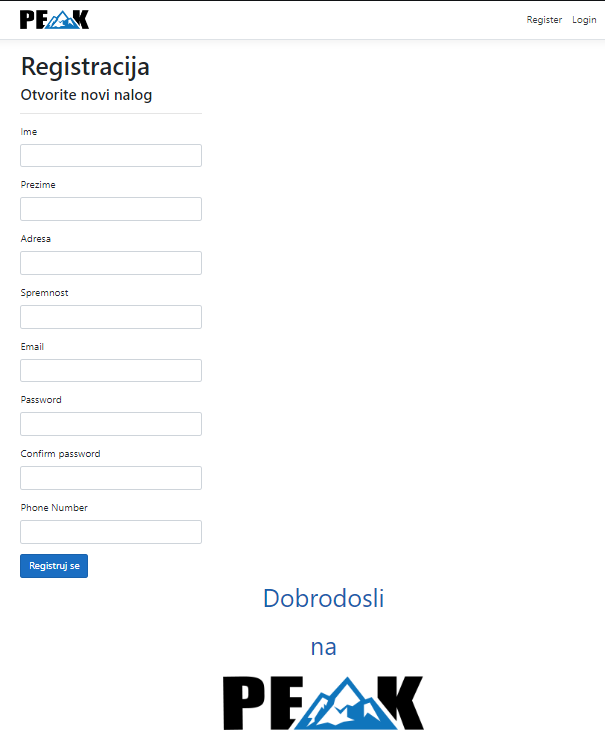 PEAK
Register Login
Registracija
Otvorite novi nalog
Ime
Prezime
Adresa
Spremnost
Email
Password
Confirm password
Phone Number
Registruj se
Dobrodosli
na
PEAK